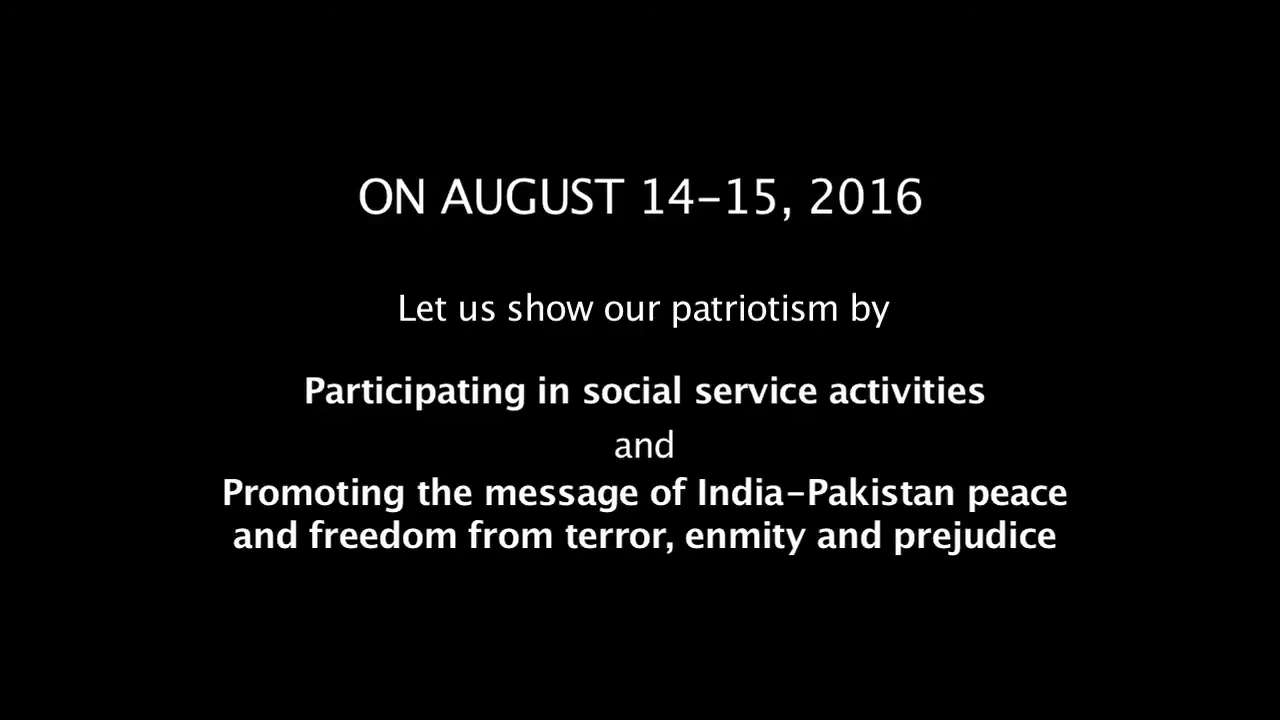 ON AUGUST 14–15, 2016
Let us show our patriotism by
Participating in social service activities
and
Promoting the message of India–Pakistan peace
and freedom from terror, enmity and prejudice